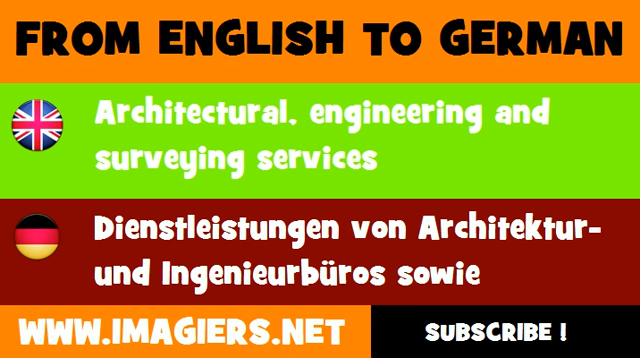 FROM ENGLISH TO GERMAN
Architectural, engineering and
surveying services
Dienstleistungen von Architektur-
und Ingenieurbüros sowie
WWW.IMAGIERS.NET
SUBSCRIBE !